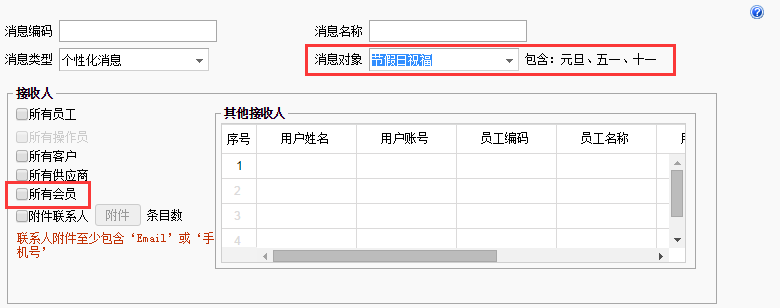 消息编码 消息名称
消息类型 个性化消息 消息对象 节假日祝福 包含：元旦、五一、十一
接收人
所有员工
所有操作员
所有客户
所有供应商
所有会员
附件联系人 附件 条目数
联系人附件至少包含‘Email’或‘手
机号’
其他接收人
序号 用户姓名 用户账号 员工编码 员工名称
1
2
3
4